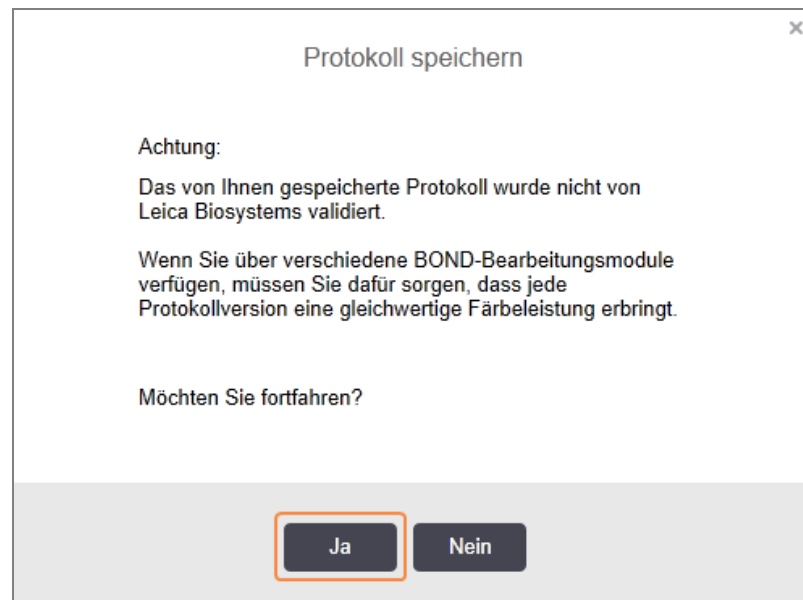 Protokoll speichern
Achtung:
Das von Ihnen gespeicherte Protokoll wurde nicht von
Leica Biosystems validiert.
Wenn Sie über verschiedene BOND-Bearbeitungsmodule
verfügen, müssen Sie dafür sorgen, dass jede
Protokollversion eine gleichwertige Färbeleistung erbringt.
Möchten Sie fortfahren?
Ja Nein